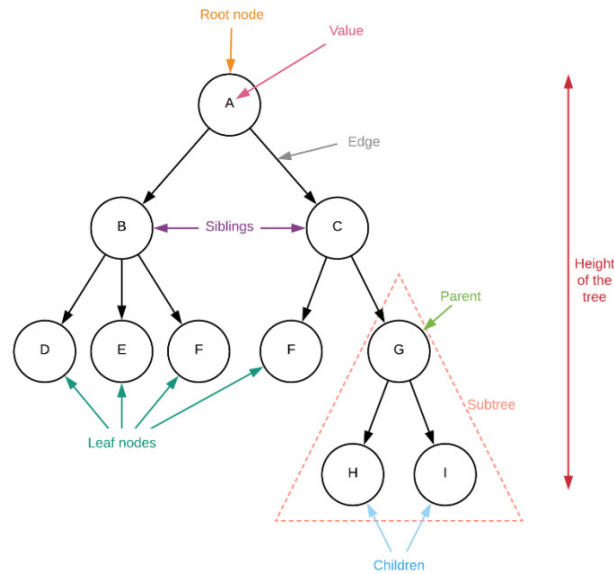 Root node
Value
A
Edge
B
Siblings
C
Height
of the
tree
Parent
D
E
F
F
G
Subtree
Leaf nodes
H
I
Children